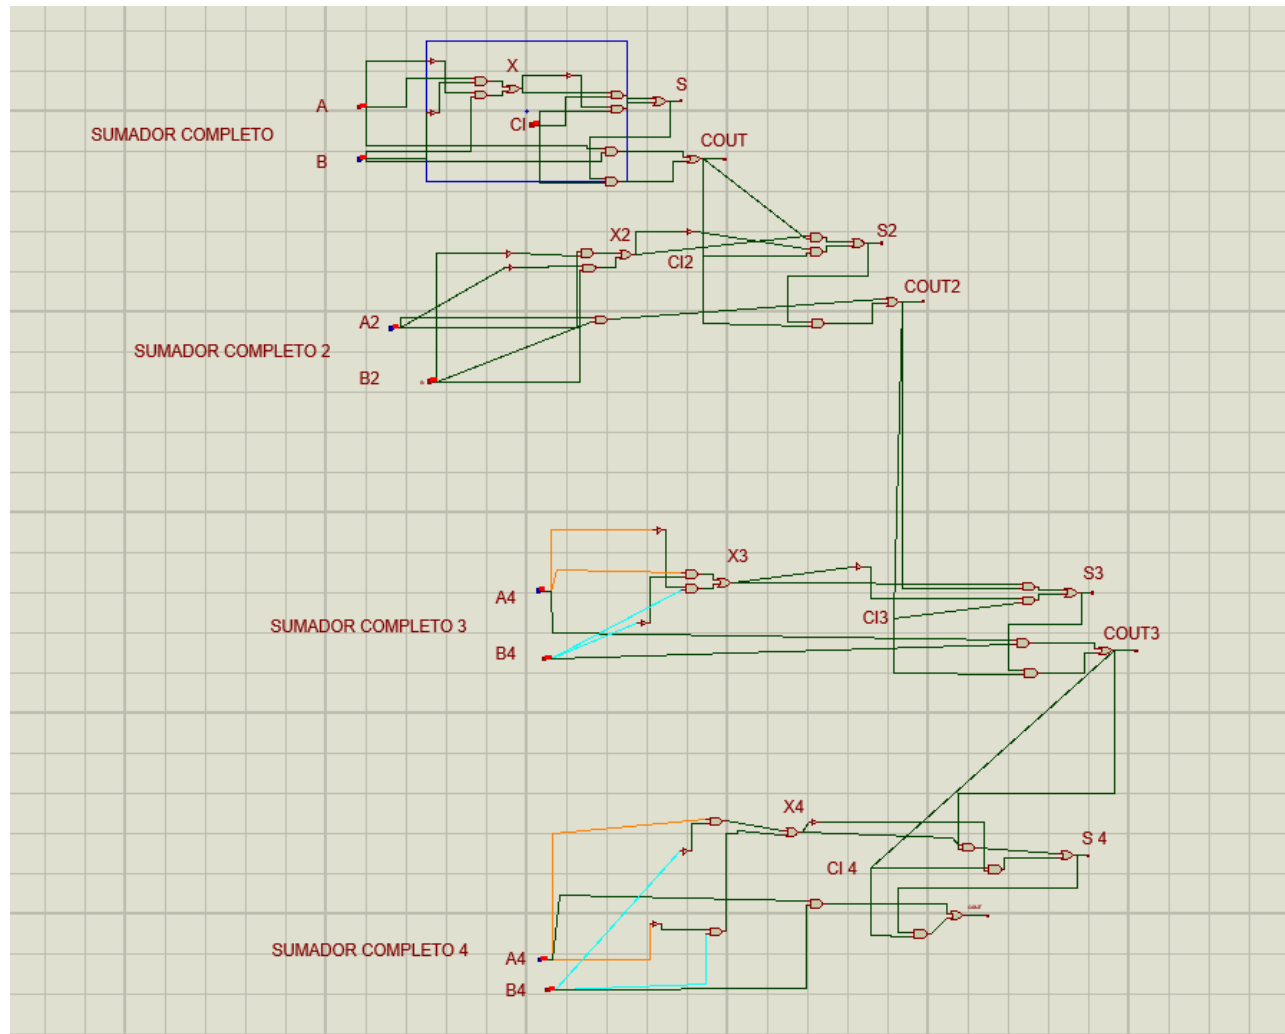 X
S
A
CI
SUMADOR COMPLETO
COUT
B
S2
X2
CI2
COUT2
A2
SUMADOR COMPLETO 2
B2
X3
S3
A4
CI3
SUMADOR COMPLETO 3
COUT3
B4
X4
S 4
CI 4
SUMADOR COMPLETO 4
A4
B4